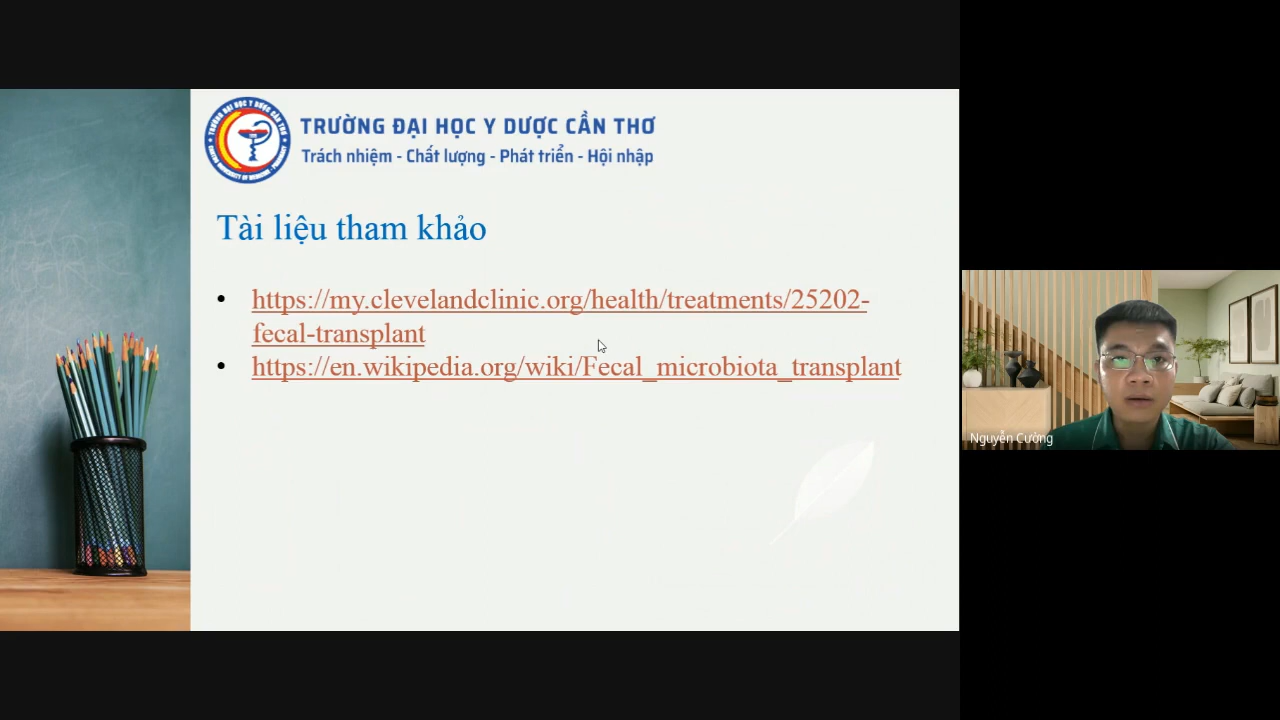 TRƯỜNG ĐẠI HỌC Y DƯỢC CẦN THƠ
Trách nhiệm - Chất lượng - Phát triển - Hội nhập
Tài liệu tham khảo
• https://my.clevelandclinic.org/health/treatments/25202-
fecal-transplant
• https://en.wikipedia.org/wiki/Fecal_microbiota_transplant
Nguyễn Cường